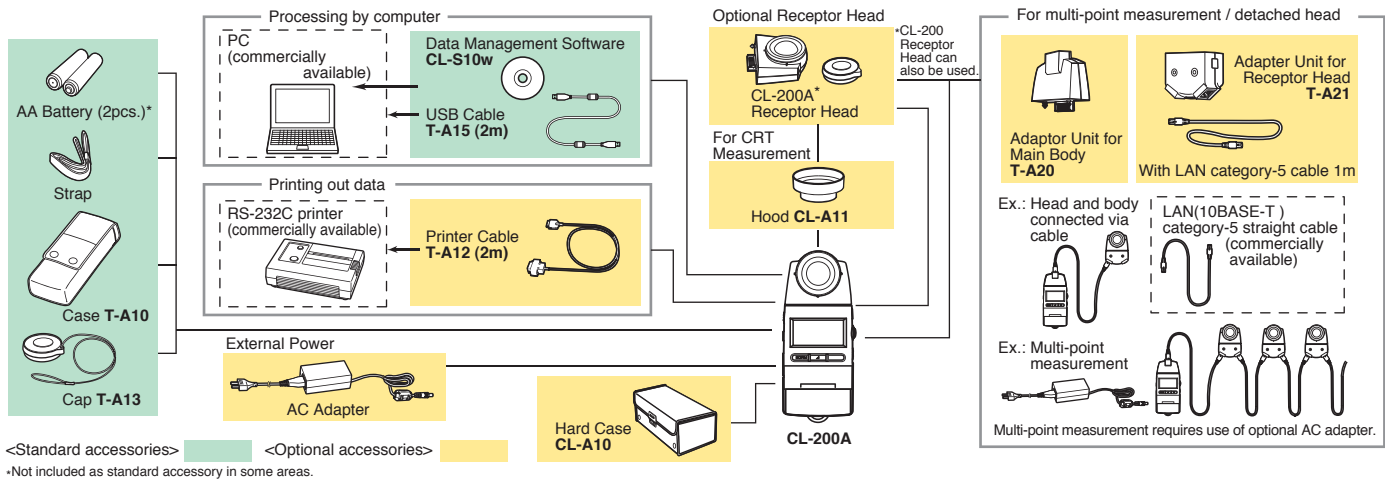 Processing by computer
PC
(commercially
available)
Data Management Software
CL-S10w
USB Cable
T-A15 (2m)
AA Battery (2pcs.)*
Strap
Case T-A10
Cap T-A13
Printing out data
RS-232C printer
(commercially available)
Printer Cable
T-A12 (2m)
External Power
AC Adapter
Optional Receptor Head
*CL-200
Receptor
Head can
also be used.
CL-200A*
Receptor Head
For CRT
Measurement
Hood CL-A11
Hard Case
CL-A10
CL-200A
For multi-point measurement / detached head
Adaptor Unit for
Main Body
T-A20
Adapter Unit for
Receptor Head
T-A21
With LAN category-5 cable 1m
Ex.: Head and body
connected via
cable
LAN(10BASE-T )
category-5 straight cable
(commercially
available)
Ex.: Multi-point
measurement
Multi-point measurement requires use of optional AC adapter.
<Standard accessories>
<Optional accessories>
*Not included as standard accessory in some areas.